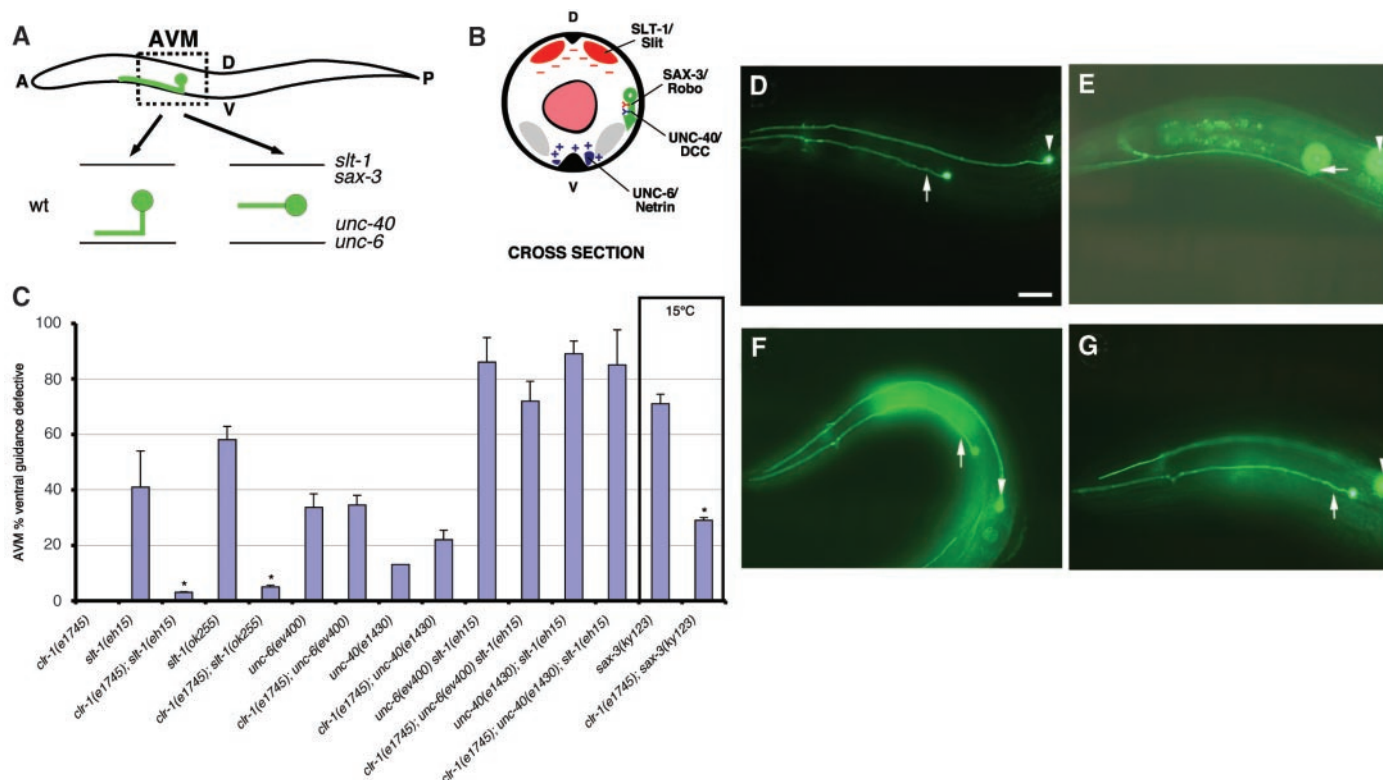 A
AVM
D
A
P
V
slt-1
sax-3
wt
unc-40
unc-6
B
D
SLT-1/
Slit
SAX-3/
Robo
UNC-40/
DCC
UNC-6/
Netrin
V
CROSS SECTION
C
AVM % ventral guidance defective
100
80
60
40
20
0
15°C
*
*
*
clr-1(e1745)
slt-1(eh15)
clr-1(e1745); slt-1(eh15)
slt-1(ok255)
clr-1(e1745); slt-1(ok255)
unc-6(ev400)
clr-1(e1745); unc-6(ev400)
unc-40(e1430)
clr-1(e1745); unc-40(e1430)
unc-6(ev400) slt-1(eh15)
clr-1(e1745); unc-6(ev400) slt-1(eh15)
unc-40(e1430); slt-1(eh15)
clr-1(e1745); unc-40(e1430); slt-1(eh15)
sax-3(ky123)
clr-1(e1745); sax-3(ky123)
D
E
F
G